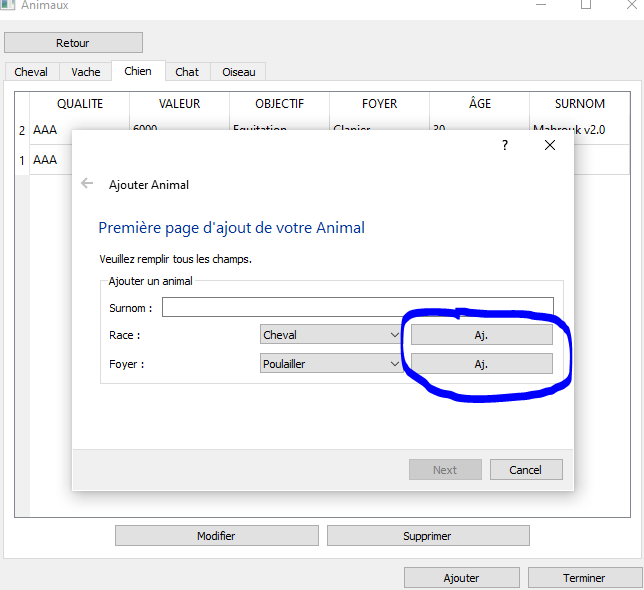 Animaux
Retour
Cheval Vache Chien Chat Oiseau
QUALITE VALEUR OBJECTIF FOYER ÂGE SURNOM
2 AAA 6000 Equitation Clapier 30 Mabrouk v2.0
1 AAA
?
Ajouter Animal
Première page d'ajout de votre Animal
Veuillez remplir tous les champs.
Ajouter un animal
Surnom :
Race : Cheval Aj.
Foyer : Poulailler Aj.
Next Cancel
Modifier Supprimer
Ajouter Terminer